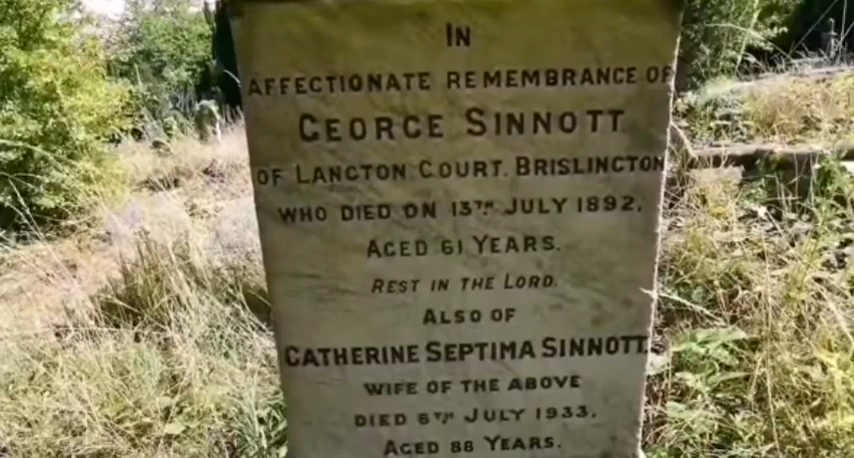 IN
AFFECTIONATE REMEMBRANCE OF
GEORGE SINNOTT
OF LANGTON COURT. BRISLINGTON
WHO DIED ON 13TH JULY 1892,
AGED 61 YEARS.
REST IN THE LORD.
ALSO OF
CATHERINE SEPTIMA SINNOTT.
WIFE OF THE ABOVE
DIED 6TH JULY 1933,
AGED 88 YEARS.